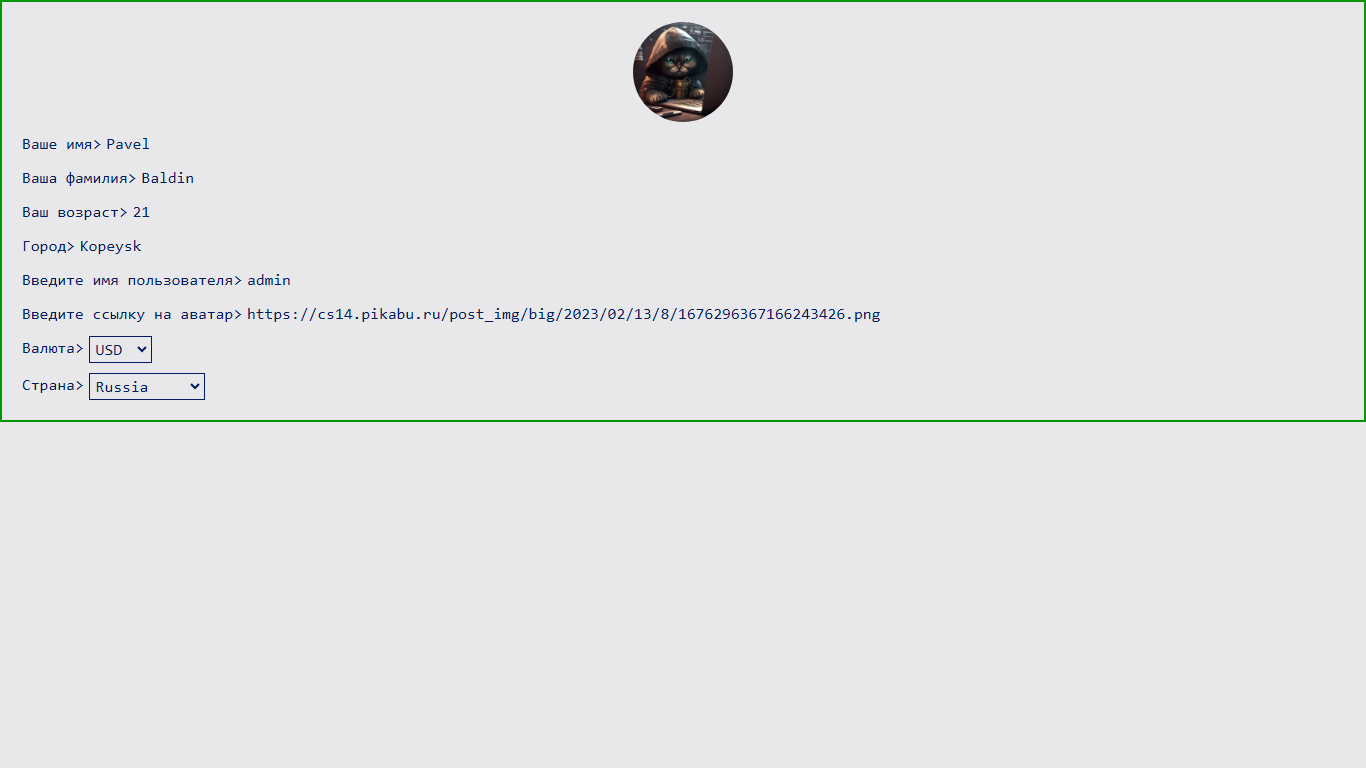 Ваше имя> Pavel
Ваша фамилия> Baldin
Ваш возраст> 21
Город> Kopeysk
Введите имя пользователя> admin
Введите ссылку на аватар> https://cs14.pikabu.ru/post_img/big/2023/02/13/8/1676296367166243426.png
Валюта> USD
Страна> Russia